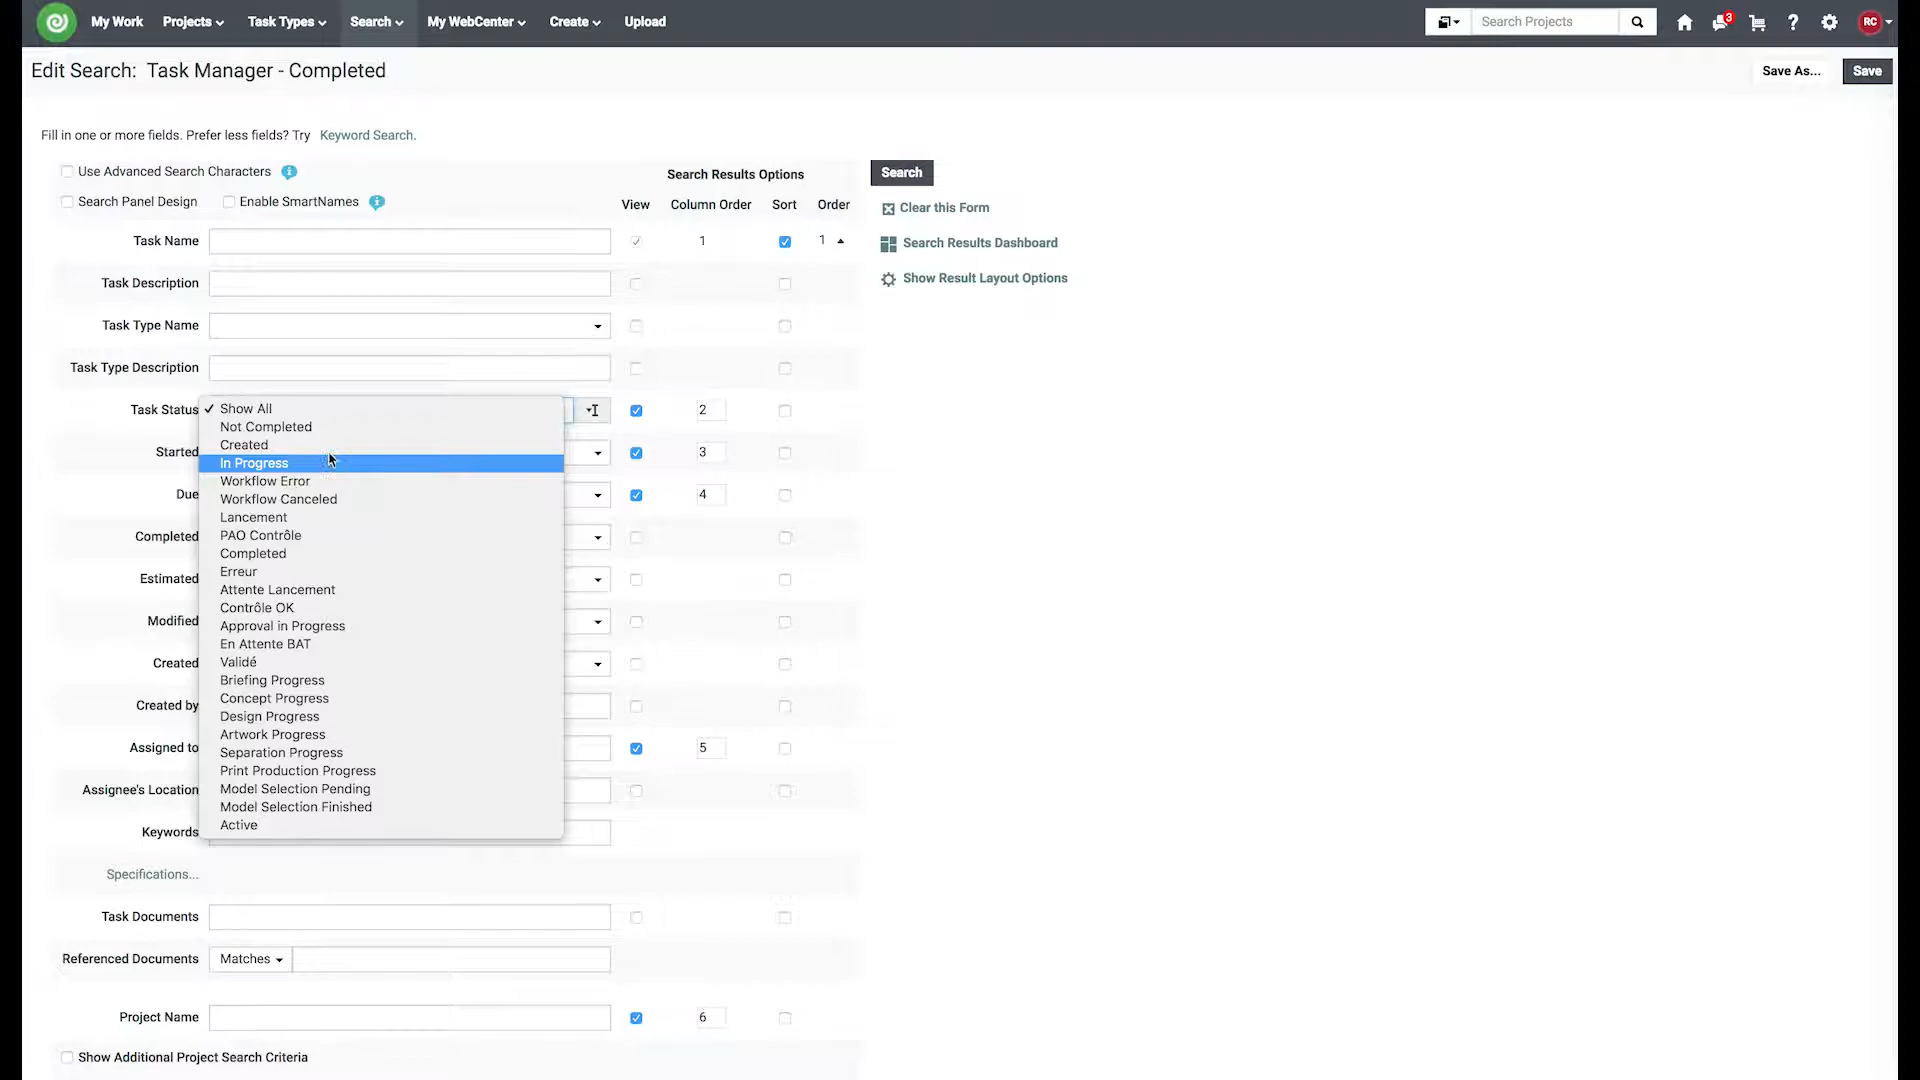 My Work Projects Task Types Search My WebCenter Create Upload Search Projects 3 ? RC
Edit Search: Task Manager - Completed Save As... Save
Fill in one or more fields. Prefer less fields? Try Keyword Search.
Use Advanced Search Characters i Search Results Options Search
Search Panel Design Enable SmartNames i View Column Order Sort Order Clear this Form
Task Name 1 1 Search Results Dashboard
Task Description Show Result Layout Options
Task Type Name
Task Type Description
Task Status 2
Started 3
Due 4
Completed
Estimated
Modified
Created
Created by
Assigned to 5
Assignee's Location
Keywords
✓ Show All
Not Completed
Created
In Progress
Workflow Error
Workflow Canceled
Lancement
PAO Contrôle
Completed
Erreur
Attente Lancement
Contrôle OK
Approval in Progress
En Attente BAT
Validé
Briefing Progress
Concept Progress
Design Progress
Artwork Progress
Separation Progress
Print Production Progress
Model Selection Pending
Model Selection Finished
Active
Specifications...
Task Documents
Referenced Documents Matches
Project Name 6
Show Additional Project Search Criteria